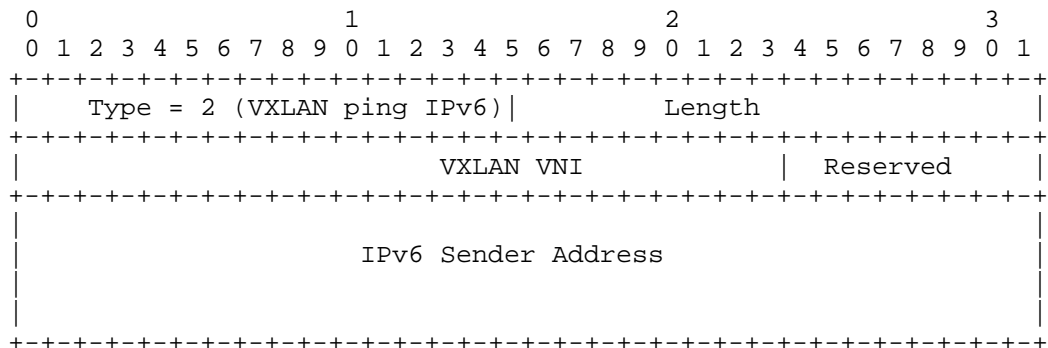 0                   1                   2                   3
 0 1 2 3 4 5 6 7 8 9 0 1 2 3 4 5 6 7 8 9 0 1 2 3 4 5 6 7 8 9 0 1
+-+-+-+-+-+-+-+-+-+-+-+-+-+-+-+-+-+-+-+-+-+-+-+-+-+-+-+-+-+-+-+-+
|    Type = 2 (VXLAN ping IPv6)|         Length                 |
+-+-+-+-+-+-+-+-+-+-+-+-+-+-+-+-+-+-+-+-+-+-+-+-+-+-+-+-+-+-+-+-+
|                          VXLAN VNI            |  Reserved     |
+-+-+-+-+-+-+-+-+-+-+-+-+-+-+-+-+-+-+-+-+-+-+-+-+-+-+-+-+-+-+-+-+
|                                                               |
|                     IPv6 Sender Address                       |
|                                                               |
|                                                               |
+-+-+-+-+-+-+-+-+-+-+-+-+-+-+-+-+-+-+-+-+-+-+-+-+-+-+-+-+-+-+-+-+